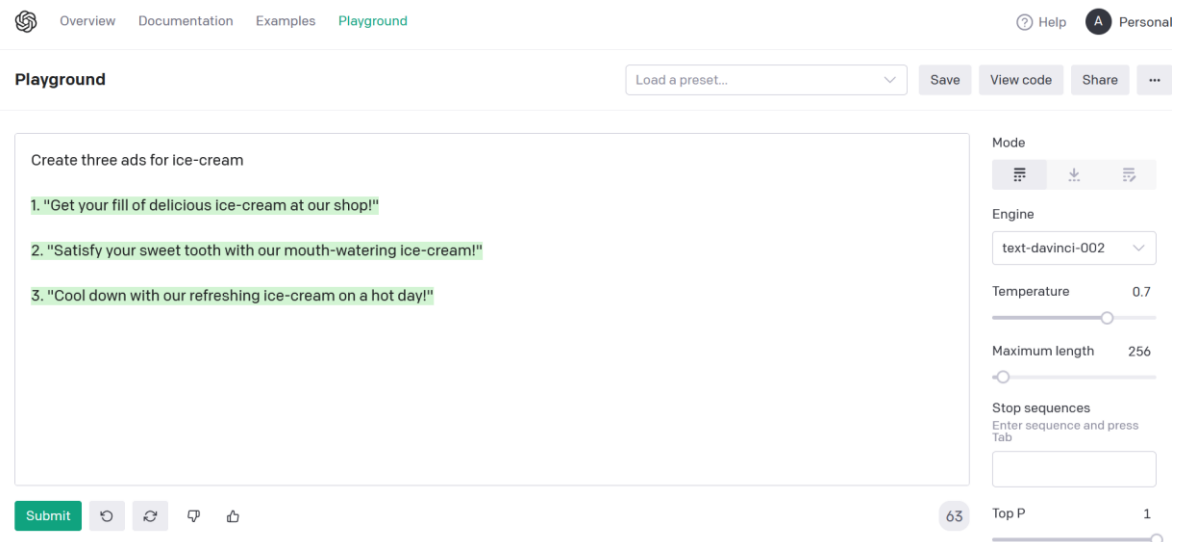 Overview Documentation Examples Playground Help A Personal
Playground Load a preset... Save View code Share ...
Create three ads for ice-cream
1. "Get your fill of delicious ice-cream at our shop!"
2. "Satisfy your sweet tooth with our mouth-watering ice-cream!"
3. "Cool down with our refreshing ice-cream on a hot day!"
Submit 63
Mode
Engine
text-davinci-002
Temperature 0.7
Maximum length 256
Stop sequences
Enter sequence and press
Tab
Top P 1